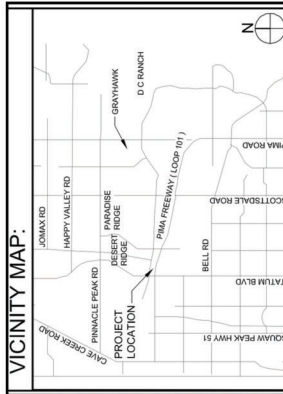 VICINITY MAP:
JOMAX RD
HAPPY VALLEY RD
CAVE CREEK ROAD
PINNACLE PEAK RD
PARADISE
RIDGE
DESERT
RIDGE
GRAYHAWK
D C RANCH
PROJECT
LOCATION
PIMA FREEWAY ( LOOP 101 )
BELL RD
SQUAW PEAK HWY 51
TATUM BLVD
SCOTTSDALE ROAD
PIMA ROAD
N